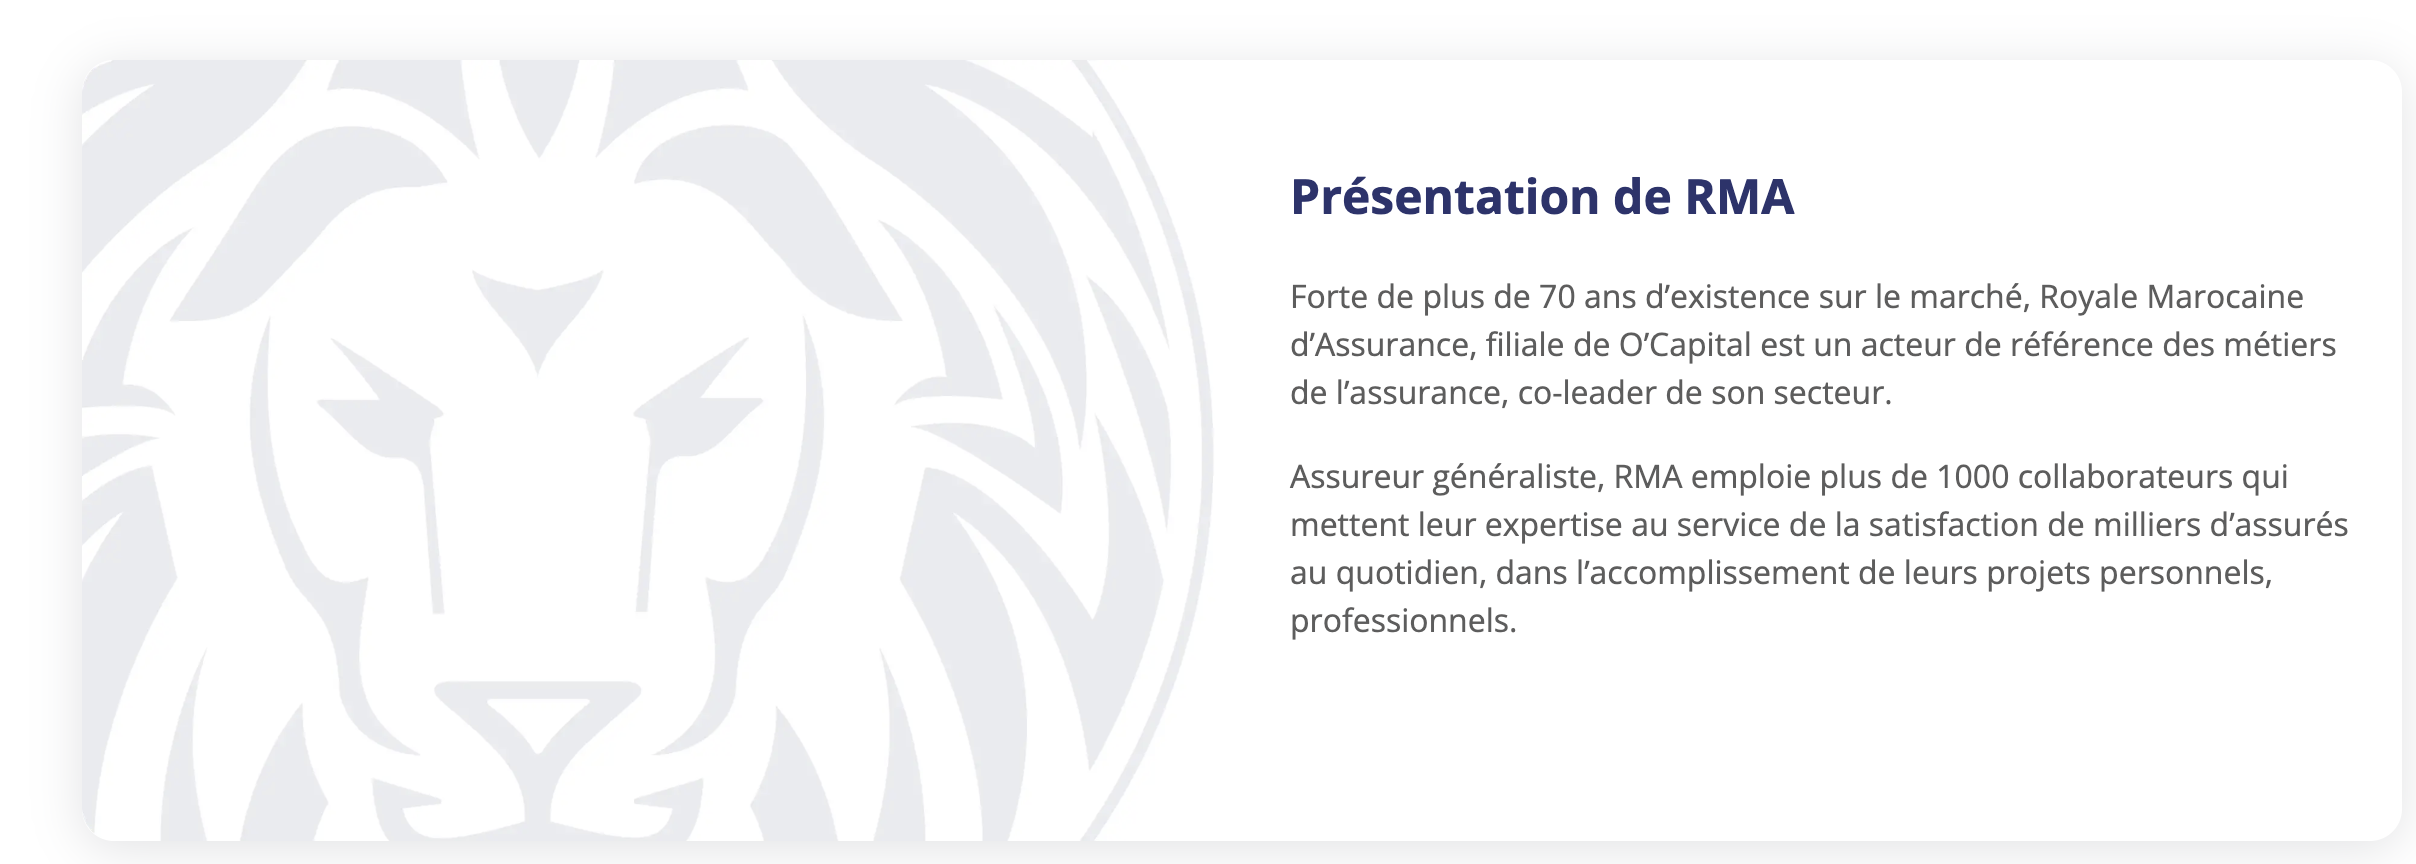 Présentation de RMA
Forte de plus de 70 ans d’existence sur le marché, Royale Marocaine
d’Assurance, filiale de O’Capital est un acteur de référence des métiers
de l’assurance, co-leader de son secteur.
Assureur généraliste, RMA emploie plus de 1000 collaborateurs qui
mettent leur expertise au service de la satisfaction de milliers d’assurés
au quotidien, dans l’accomplissement de leurs projets personnels,
professionnels.